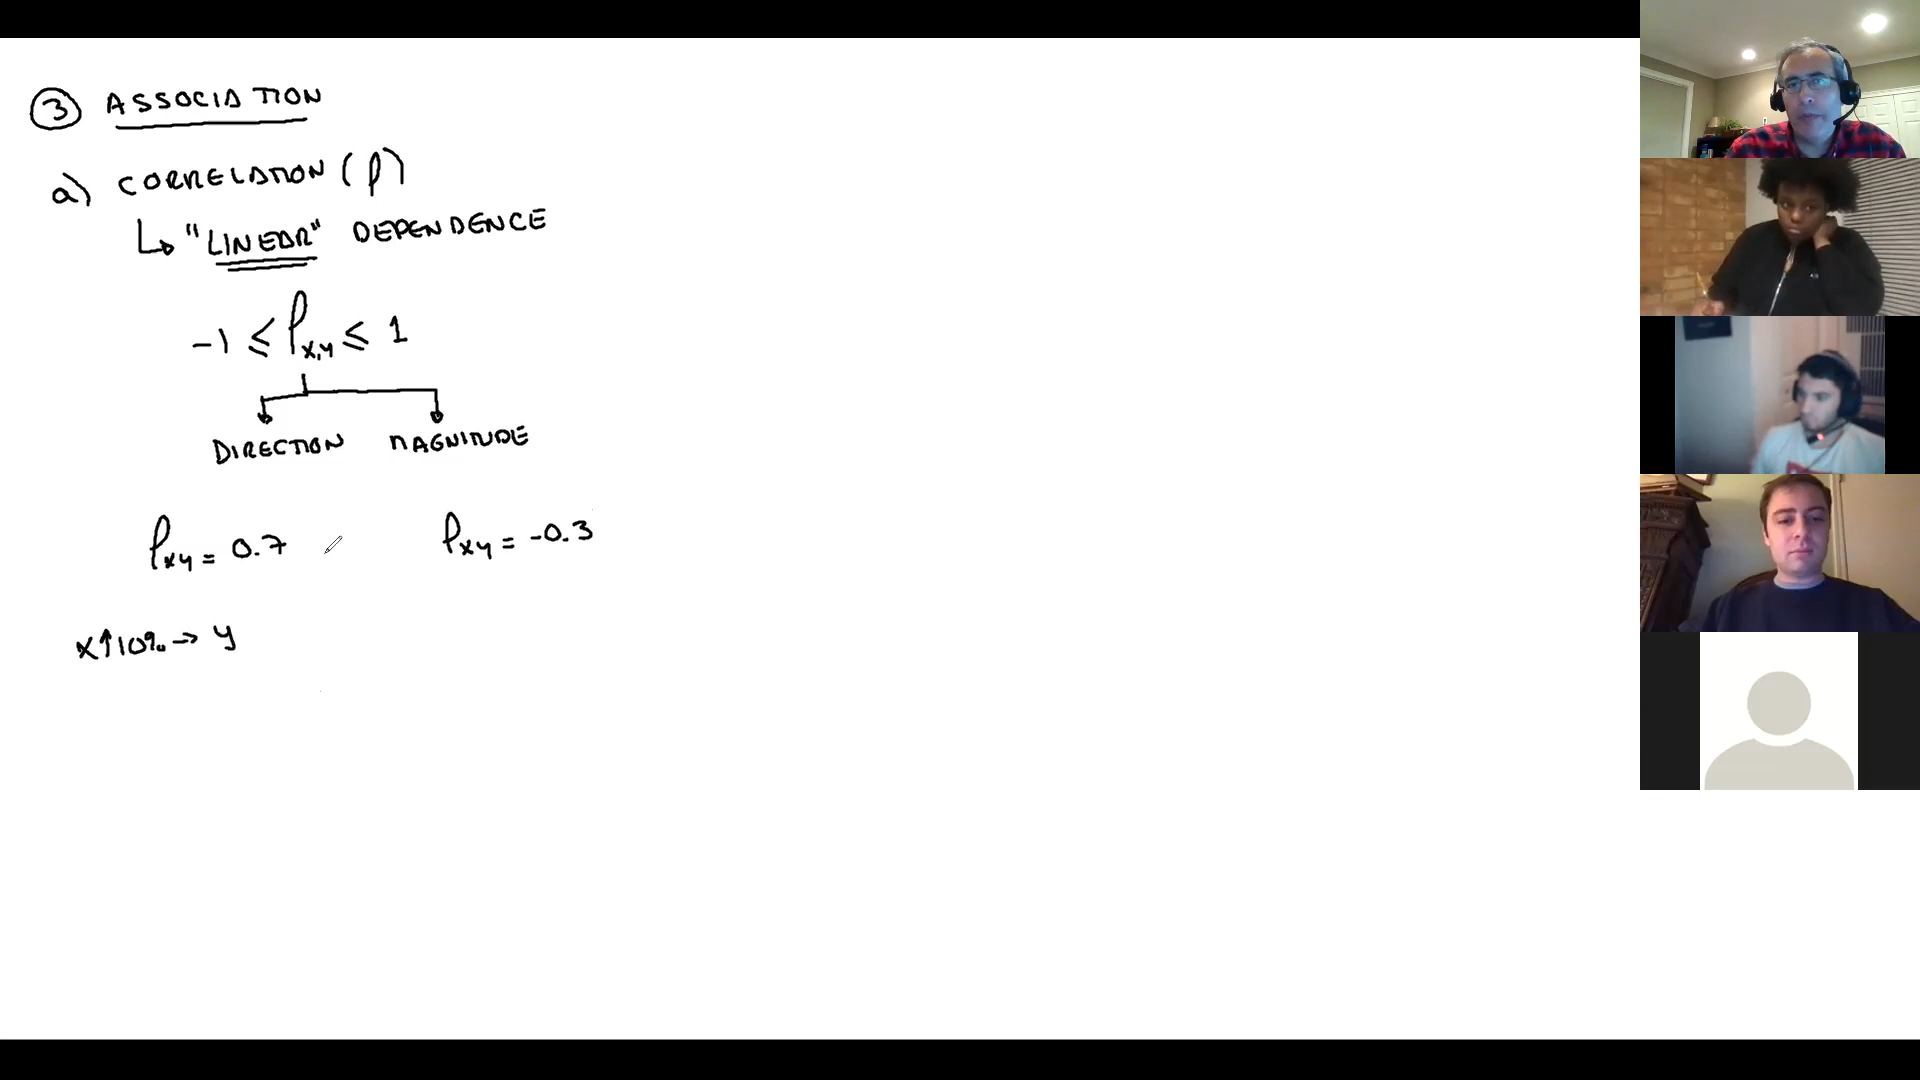 3 ASSOCIATION
a) CORRELATION (ρ)
↳ "LINEAR" DEPENDENCE
-1 ≤ ρx,y ≤ 1
DIRECTION MAGNITUDE
ρxy = 0.7 ρxy = -0.3
x↑10% → y